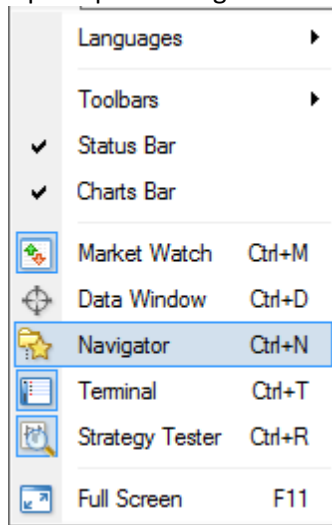 Languages
Toolbars
Status Bar
Charts Bar
Market Watch Ctrl+M
Data Window Ctrl+D
Navigator Ctrl+N
Terminal Ctrl+T
Strategy Tester Ctrl+R
Full Screen F11